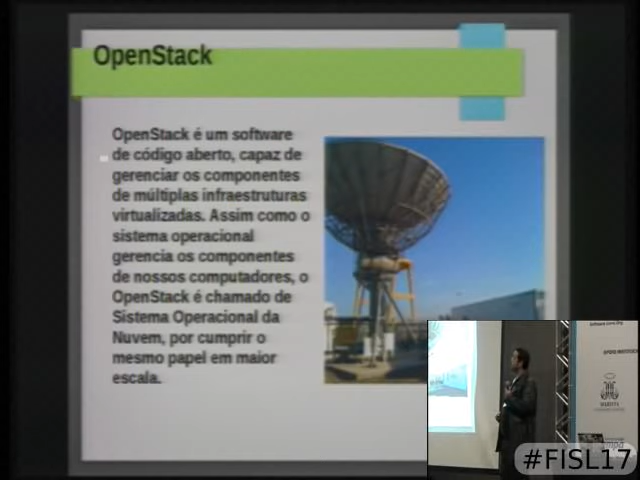 OpenStack
OpenStack é um software
de código aberto, capaz de
gerenciar os componentes
de múltiplas infraestruturas
virtualizadas. Assim como o
sistema operacional
gerencia os componentes
de nossos computadores, o
OpenStack é chamado de
Sistema Operacional da
Nuvem, por cumprir o
mesmo papel em maior
escala.
#FISL17